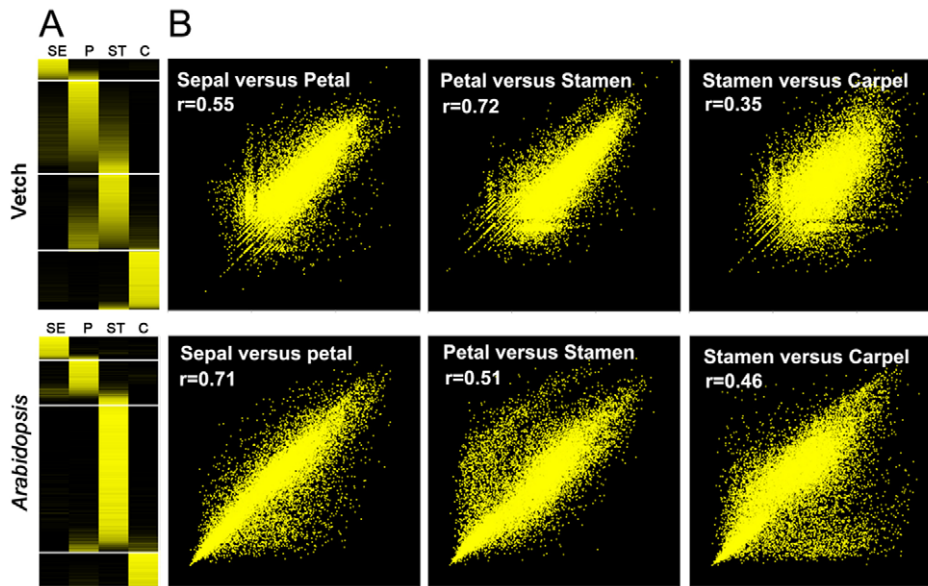 A
B
SE P ST C
Vetch
Sepal versus Petal
r=0.55
Petal versus Stamen
r=0.72
Stamen versus Carpel
r=0.35
SE P ST C
Arabidopsis
Sepal versus petal
r=0.71
Petal versus Stamen
r=0.51
Stamen versus Carpel
r=0.46